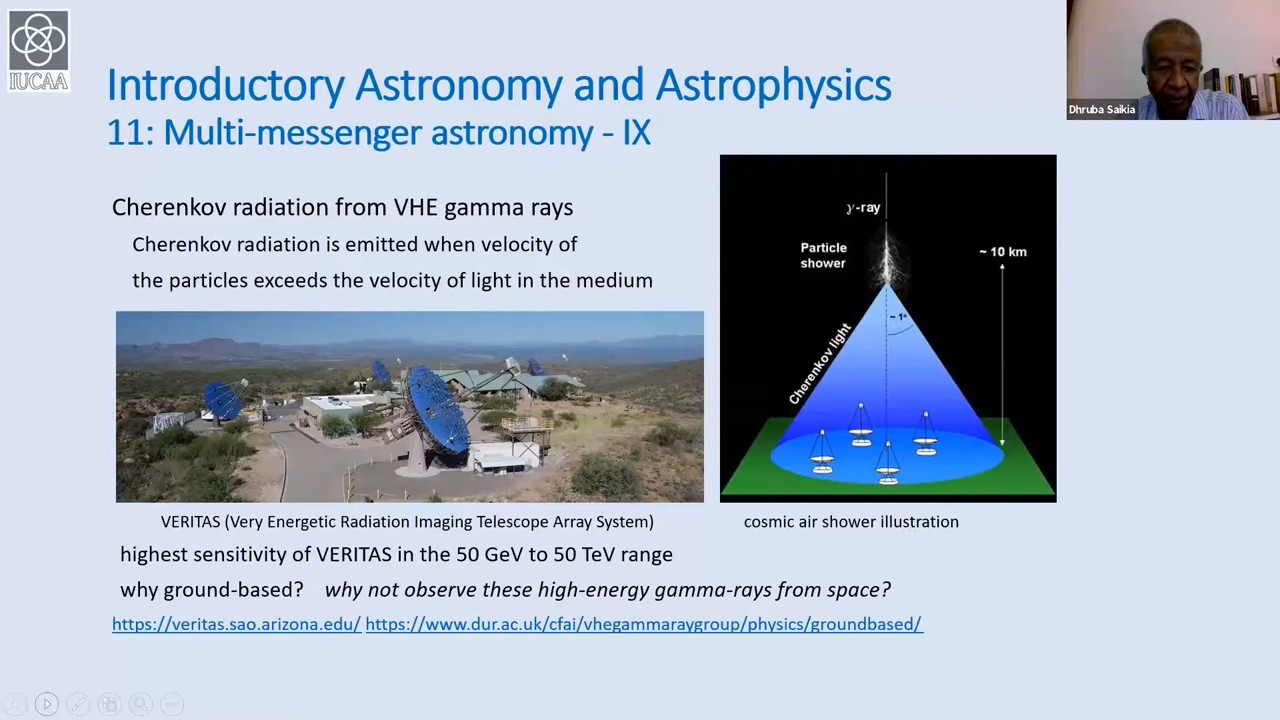 IUCAA
Introductory Astronomy and Astrophysics
11: Multi-messenger astronomy - IX
Dhruba Saikia
Cherenkov radiation from VHE gamma rays
Cherenkov radiation is emitted when velocity of
the particles exceeds the velocity of light in the medium
γ-ray
Particle
shower
~ 10 km
~ 1°
Cherenkov light
VERITAS (Very Energetic Radiation Imaging Telescope Array System)
cosmic air shower illustration
highest sensitivity of VERITAS in the 50 GeV to 50 TeV range
why ground-based? why not observe these high-energy gamma-rays from space?
https://veritas.sao.arizona.edu/ https://www.dur.ac.uk/cfai/vhegammaraygroup/physics/groundbased/